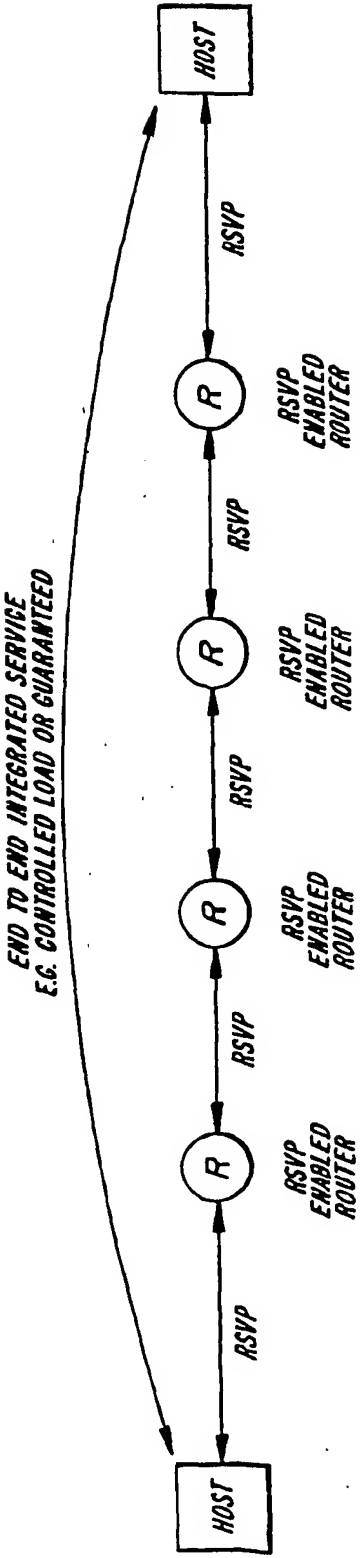 END TO END INTEGRATED SERVICE
E.G. CONTROLLED LOAD OR GUARANTEED
HOST
RSVP
R
RSVP
R
RSVP
R
RSVP
R
RSVP
HOST
RSVP
ENABLED
ROUTER
RSVP
ENABLED
ROUTER
RSVP
ENABLED
ROUTER
RSVP
ENABLED
ROUTER